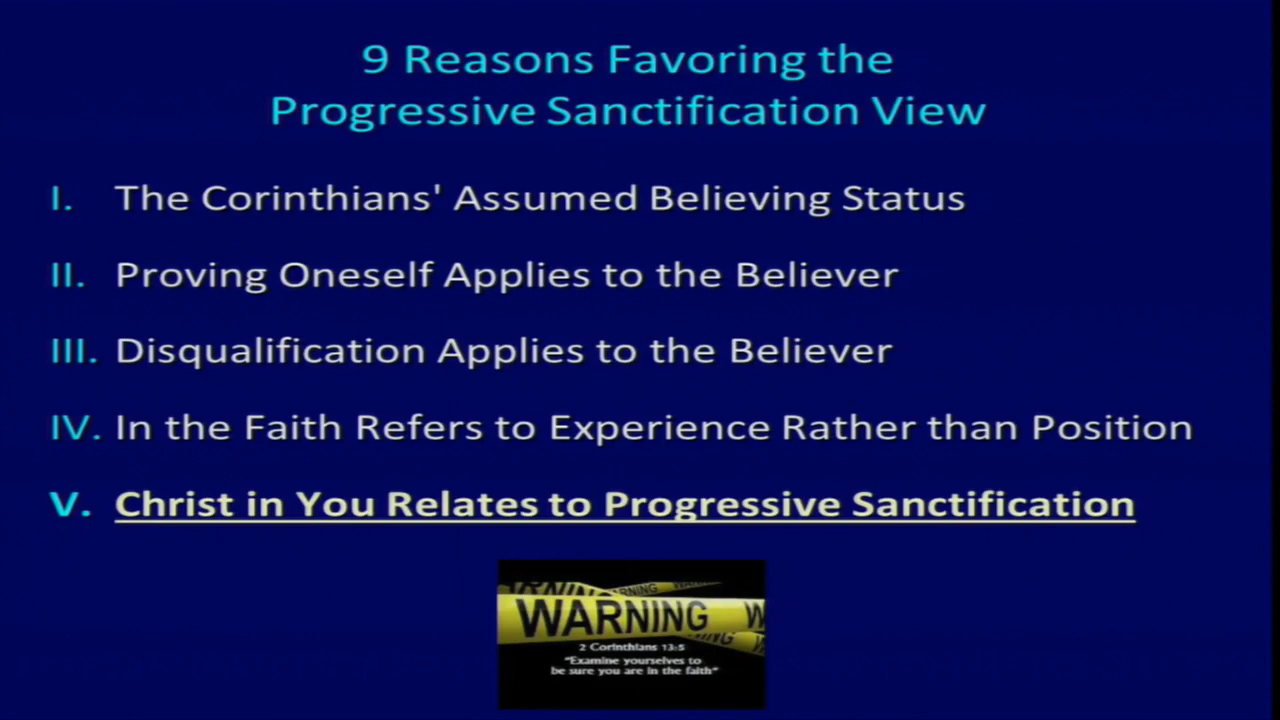 9 Reasons Favoring the
Progressive Sanctification View
I. The Corinthians' Assumed Believing Status
II. Proving Oneself Applies to the Believer
III. Disqualification Applies to the Believer
IV. In the Faith Refers to Experience Rather than Position
V. Christ in You Relates to Progressive Sanctification
WARNING
WARNING
2 Corinthians 13:5
"Examine yourselves to
be sure you are in the faith"